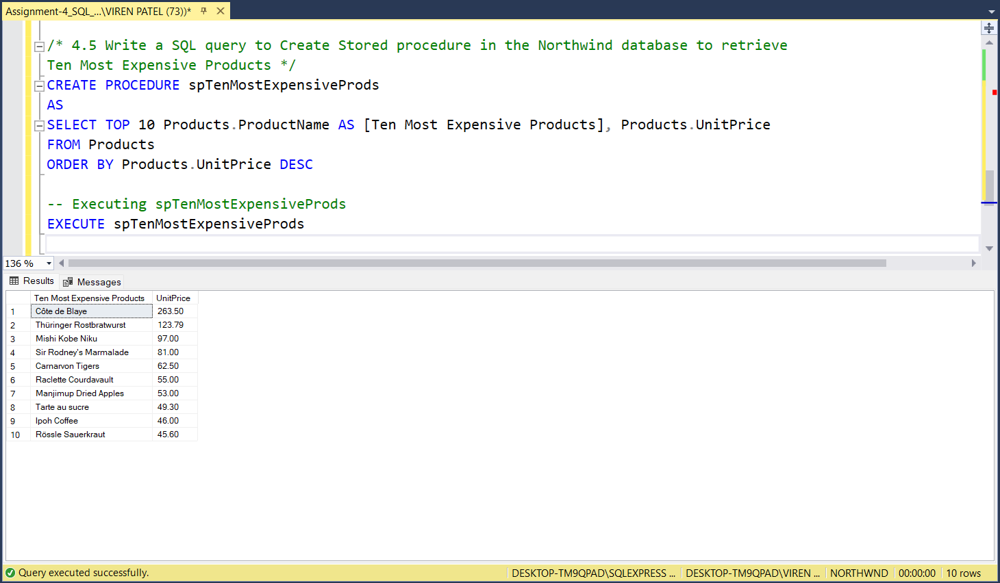 Assignment-4_SQL_...\VIREN PATEL (73))*
/* 4.5 Write a SQL query to Create Stored procedure in the Northwind database to retrieve
Ten Most Expensive Products */
CREATE PROCEDURE spTenMostExpensiveProds
AS
SELECT TOP 10 Products.ProductName AS [Ten Most Expensive Products], Products.UnitPrice
FROM Products
ORDER BY Products.UnitPrice DESC
-- Executing spTenMostExpensiveProds
EXECUTE spTenMostExpensiveProds
136 %
Results Messages
Ten Most Expensive Products UnitPrice
1 Côte de Blaye 263.50
2 Thüringer Rostbratwurst 123.79
3 Mishi Kobe Niku 97.00
4 Sir Rodney's Marmalade 81.00
5 Carnarvon Tigers 62.50
6 Raclette Courdavault 55.00
7 Manjimup Dried Apples 53.00
8 Tarte au sucre 49.30
9 Ipoh Coffee 46.00
10 Rössle Sauerkraut 45.60
Query executed successfully. DESKTOP-TM9QPAD\SQLEXPRESS ... DESKTOP-TM9QPAD\VIREN ... NORTHWND 00:00:00 10 rows